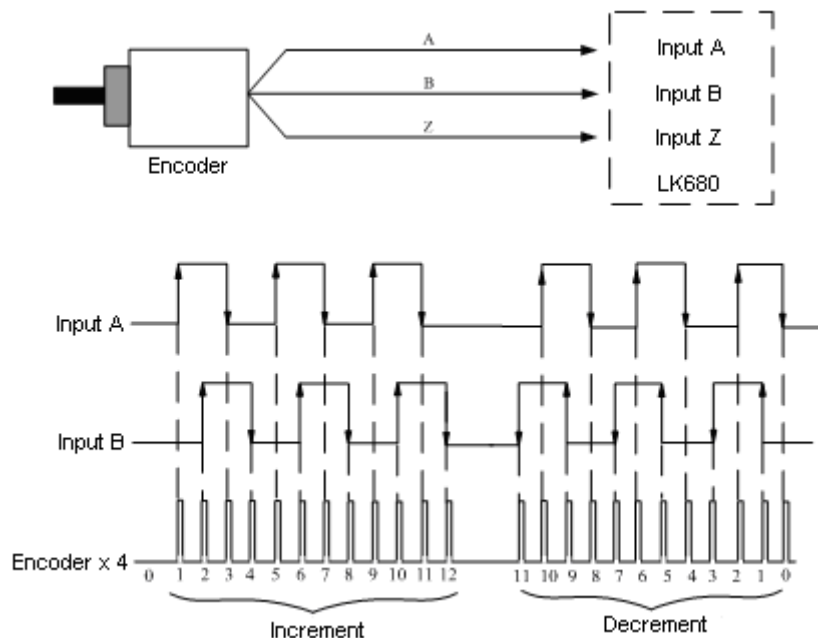 A
Input A
B
Input B
Z
Input Z
Encoder
LK680
Input A
Input B
Encoder x 4
0 1 2 3 4 5 6 7 8 9 10 11 12 11 10 9 8 7 6 5 4 3 2 1 0
Increment
Decrement